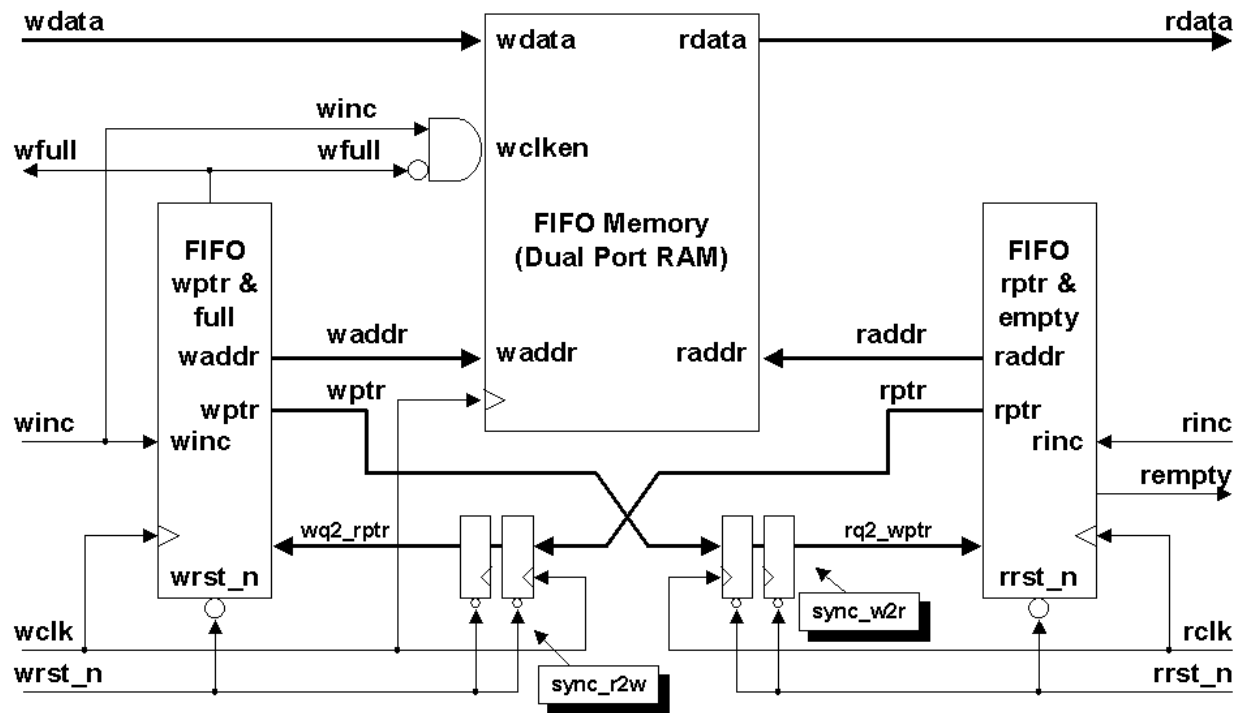 wdata
rdata
wdata
rdata
winc
wfull
wfull
wclken
FIFO Memory
(Dual Port RAM)
FIFO
wptr &
full
FIFO
rptr &
empty
waddr
waddr
waddr
raddr
raddr
raddr
wptr
wptr
rptr
rptr
winc
winc
rinc
rinc
rempty
wq2_rptr
rq2_wptr
wrst_n
rrst_n
sync_w2r
wclk
rclk
wrst_n
sync_r2w
rrst_n